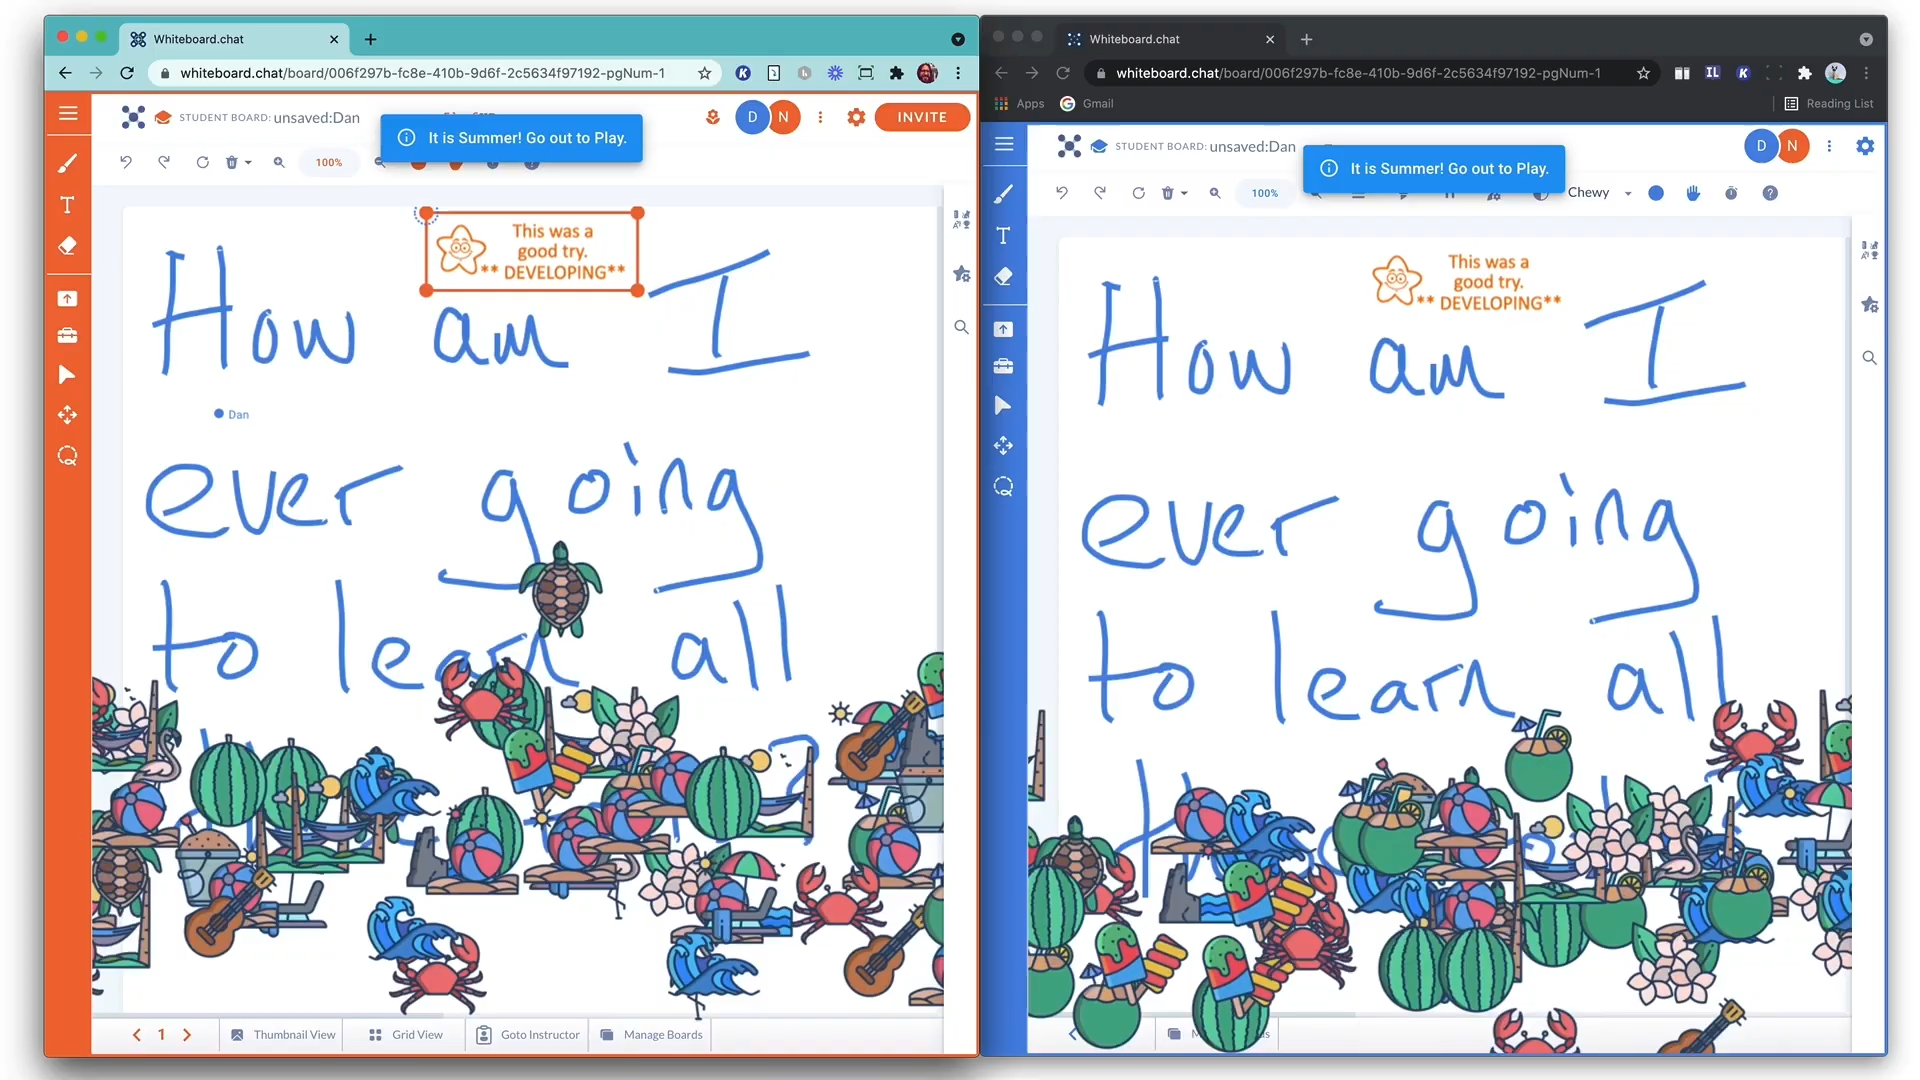 Whiteboard.chat
whiteboard.chat/board/006f297b-fc8e-410b-9d6f-2c5634f97192-pgNum-1
STUDENT BOARD: unsaved:Dan
It is Summer! Go out to Play.
D N
INVITE
100%
This was a
good try.
** DEVELOPING**
How am I
Dan
ever going
to learn all
?
1
Thumbnail View
Grid View
Goto Instructor
Manage Boards
Whiteboard.chat
whiteboard.chat/board/006f297b-fc8e-410b-9d6f-2c5634f97192-pgNum-1
IL
Apps
Gmail
Reading List
STUDENT BOARD: unsaved:Dan
It is Summer! Go out to Play.
D N
100%
Chewy
This was a
good try.
** DEVELOPING**
How am I
ever going
to learn all